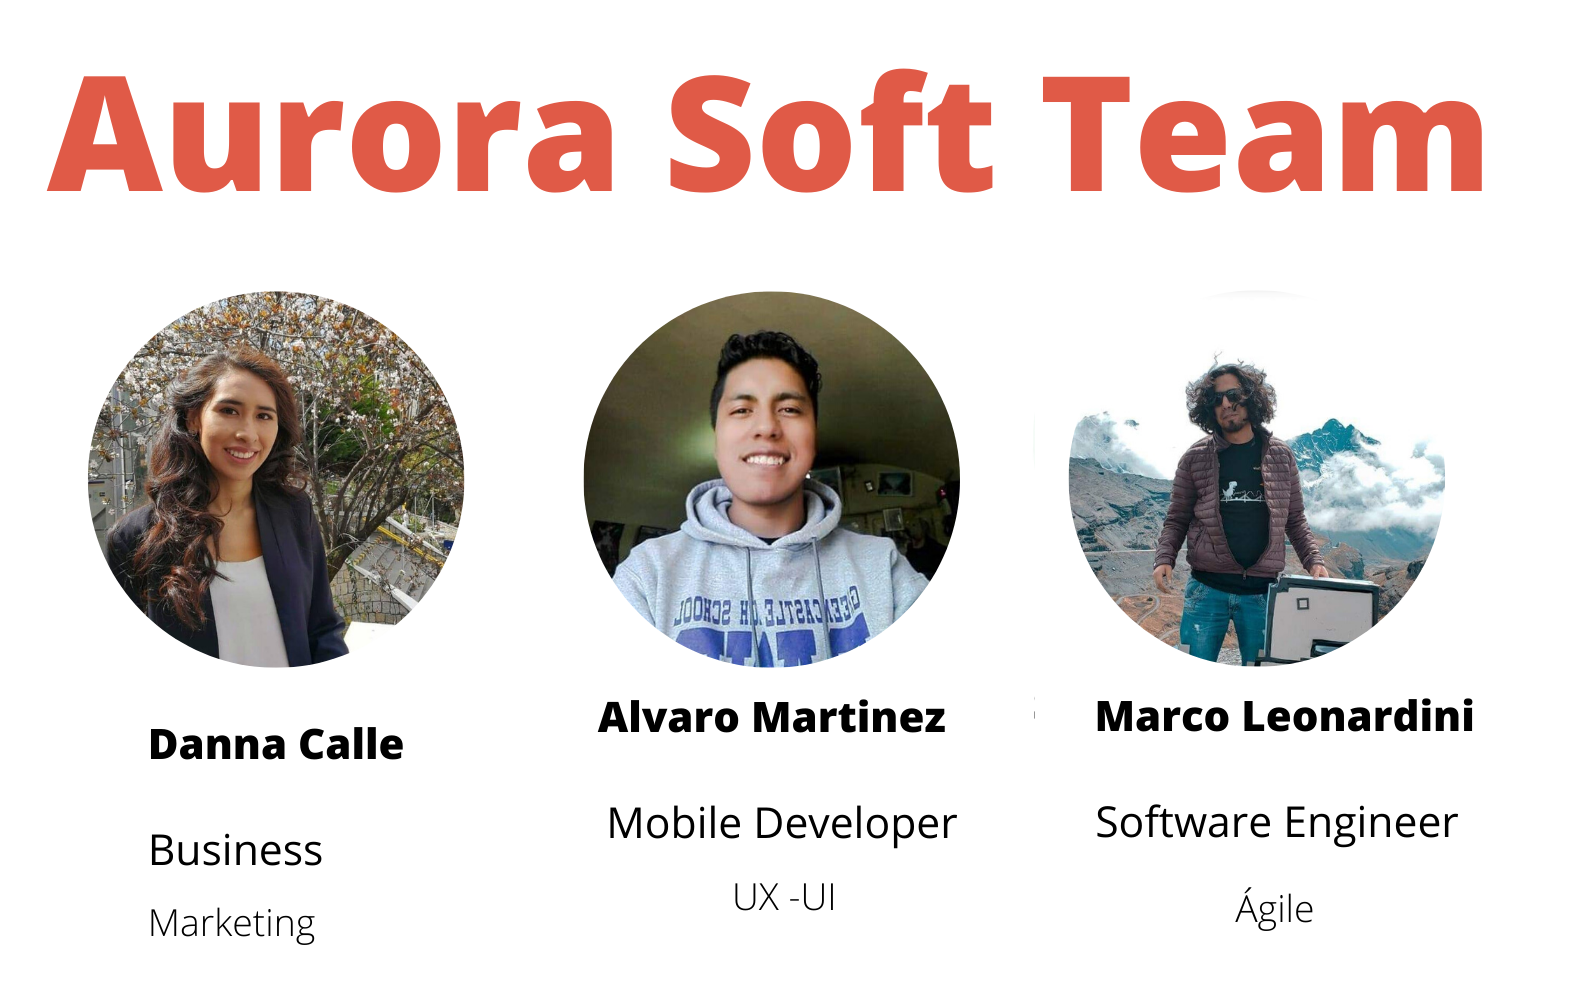 Aurora Soft Team
Danna Calle
Business
Marketing
Alvaro Martinez
Mobile Developer
UX -UI
Marco Leonardini
Software Engineer
Ágile